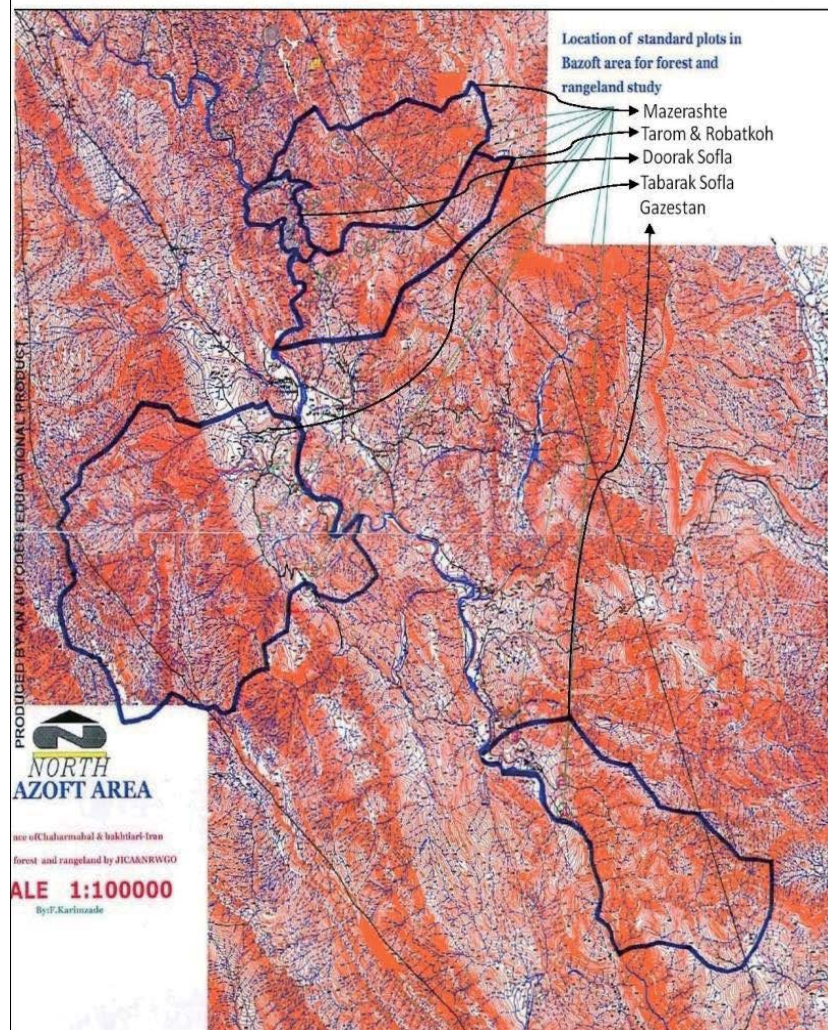 Location of standard plots in
Bazoft area for forest and
rangeland study
Mazerashte
Tarom & Robatkoh
Doorak Sofla
Tabarak Sofla
Gazestan
PRODUCED BY AN AUTODESK EDUCATIONAL PRODUCT
NORTH
AZOFT AREA
nce ofChaharmahal & bakhtiari-Iran
forest and rangeland by JICA&NRWGO
ALE 1:100000
By:F.Karimzade